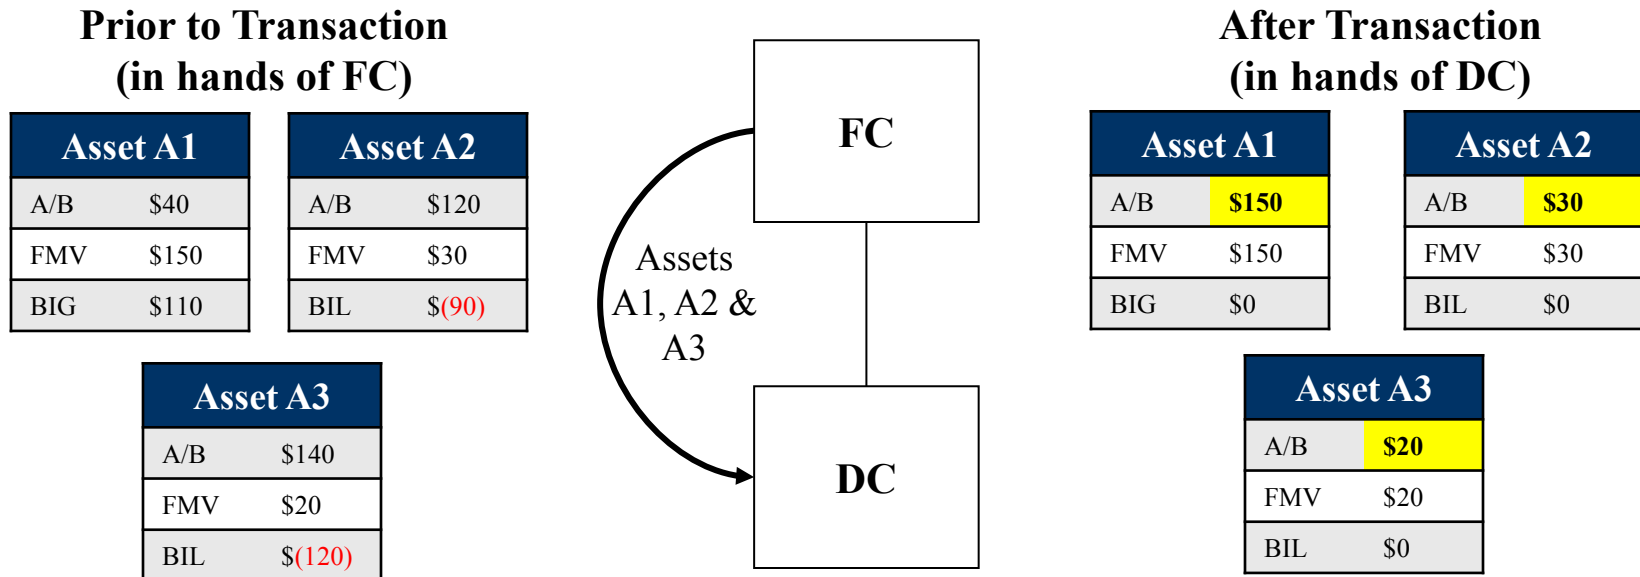 Prior to Transaction
(in hands of FC)
Asset A1
A/B $40
FMV $150
BIG $110
Asset A2
A/B $120
FMV $30
BIL $(90)
Asset A3
A/B $140
FMV $20
BIL $(120)
FC
Assets
A1, A2 &
A3
DC
After Transaction
(in hands of DC)
Asset A1
A/B $150
FMV $150
BIG $0
Asset A2
A/B $30
FMV $30
BIL $0
Asset A3
A/B $20
FMV $20
BIL $0